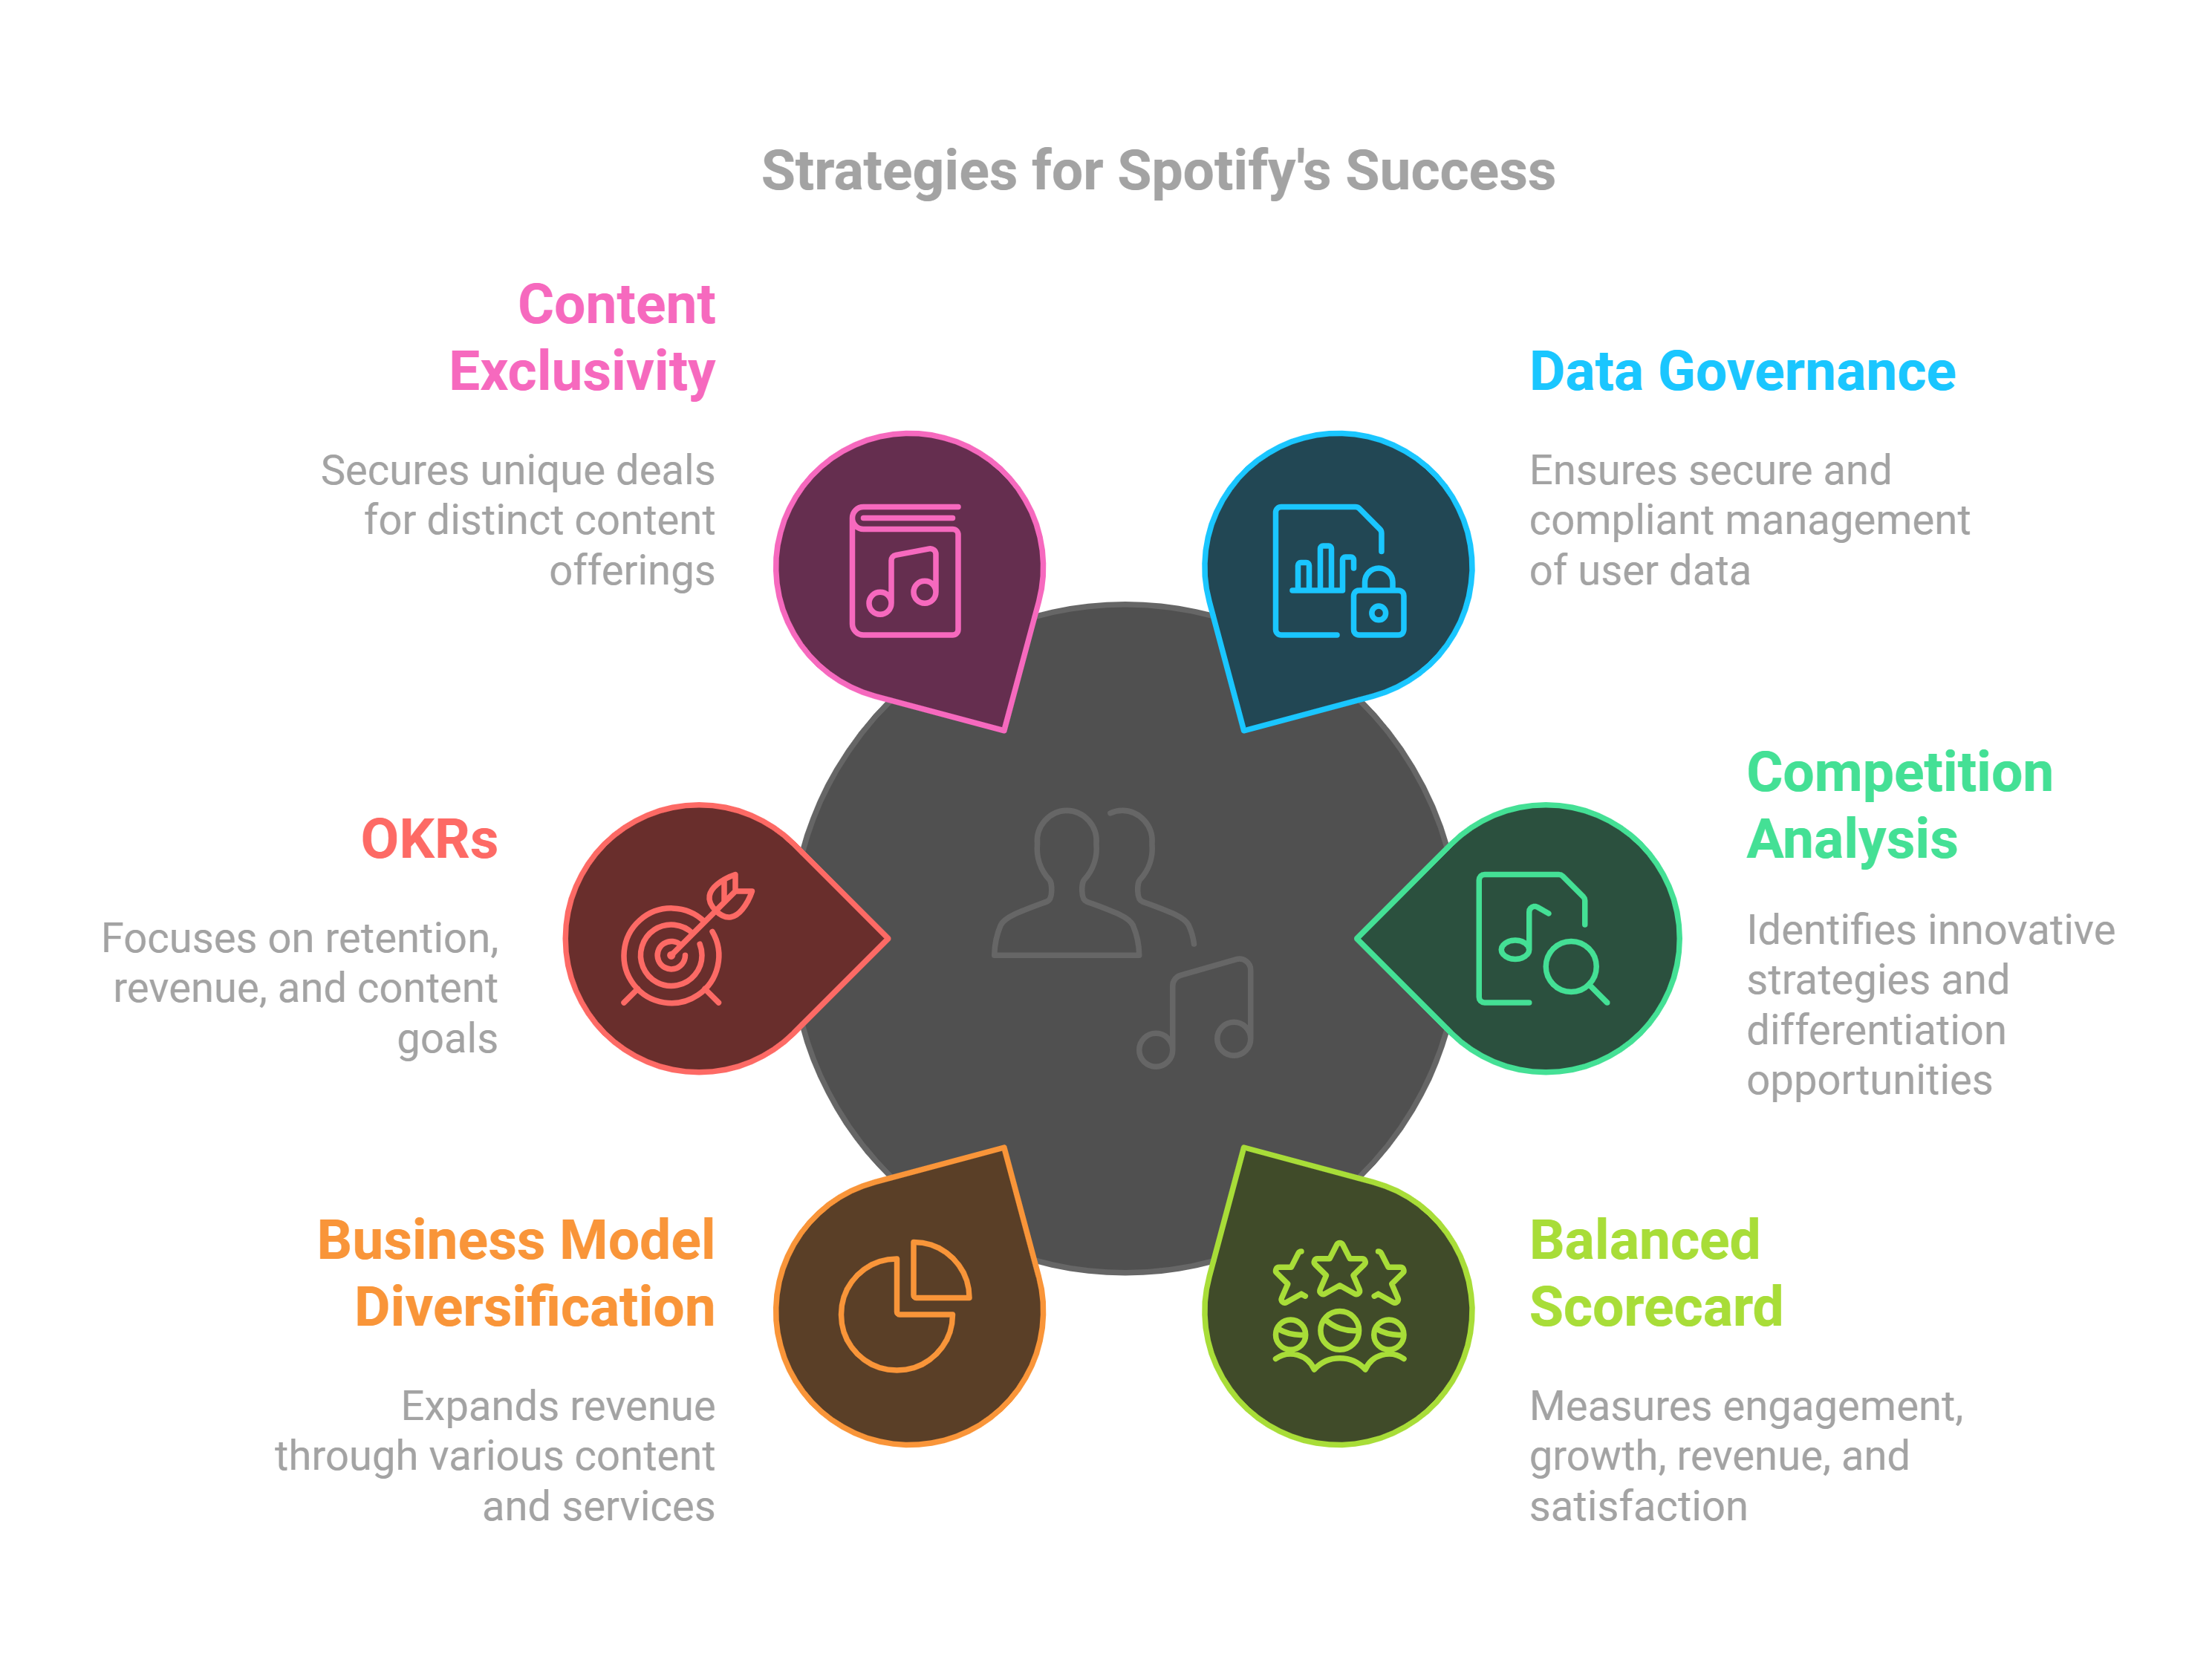 Strategies for Spotify's Success
Content
Exclusivity
Secures unique deals
for distinct content
offerings
Data Governance
Ensures secure and
compliant management
of user data
OKRs
Focuses on retention,
revenue, and content
goals
Competition
Analysis
Identifies innovative
strategies and
differentiation
opportunities
Business Model
Diversification
Expands revenue
through various content
and services
Balanced
Scorecard
Measures engagement,
growth, revenue, and
satisfaction